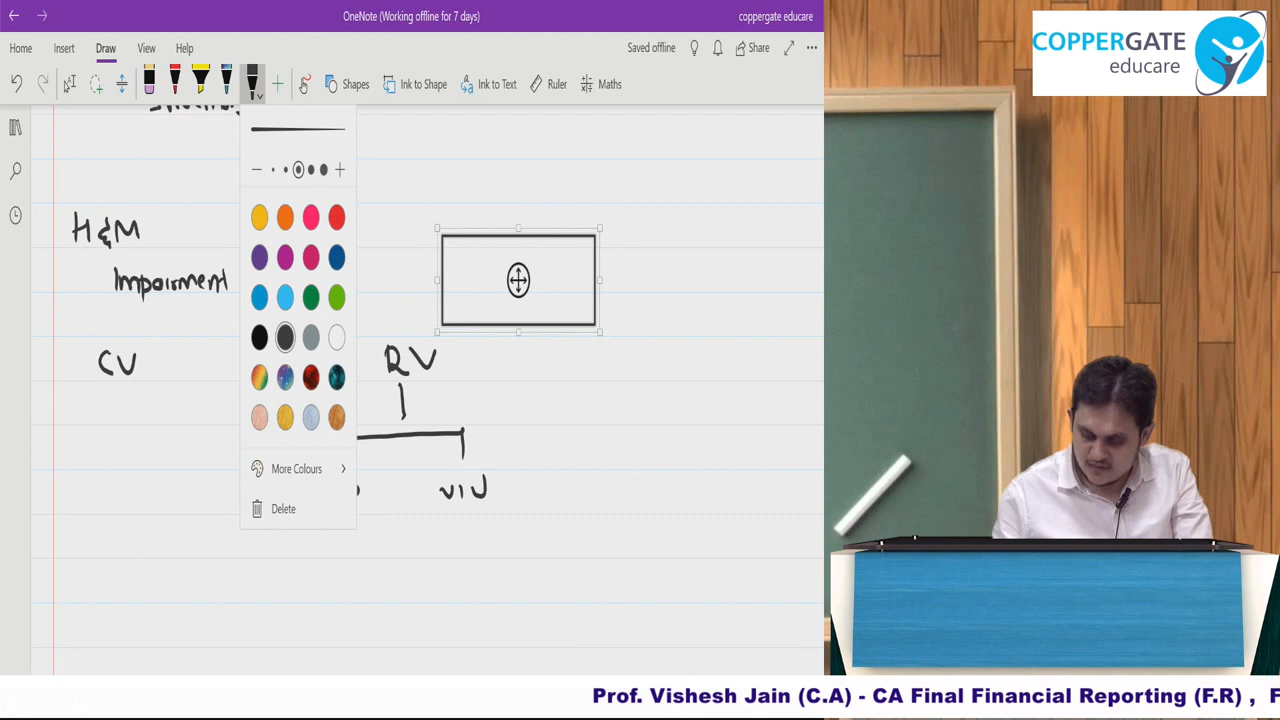 OneNote (Working offline for 7 days)
coppergate educare
Home Insert Draw View Help
Saved offline
Share
Shapes
Ink to Shape
Ink to Text
Ruler
Maths
COPPERGATE
educare
H & M
Impairment
CV
RV
VIU
More Colours
Delete
Prof. Vishesh Jain (C.A) - CA Final Financial Reporting (F.R) , F